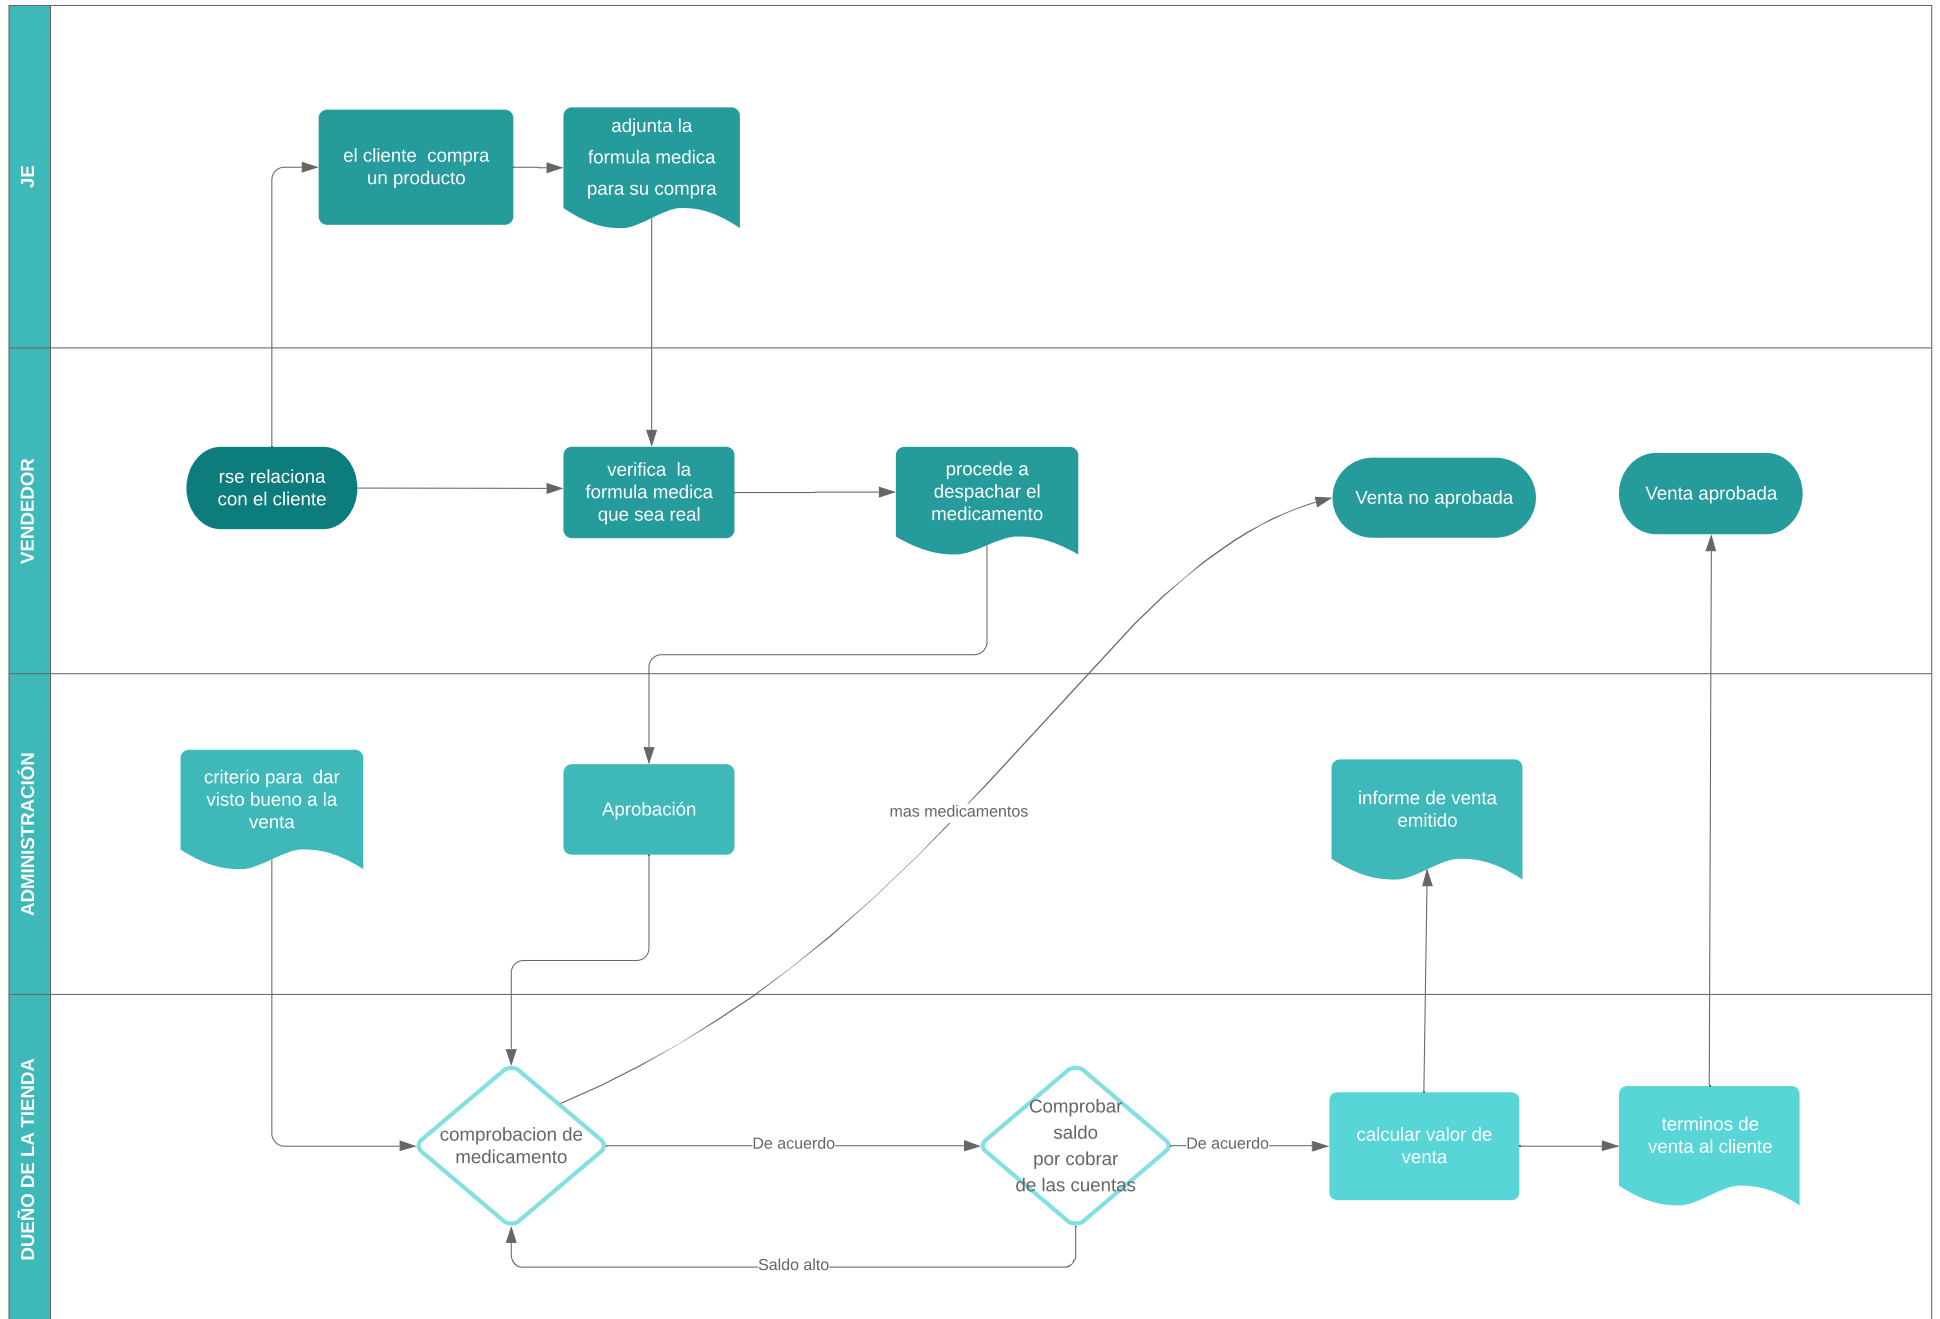 JE
el cliente  compra
un producto
adjunta la
formula medica
para su compra
VENDEDOR
rse relaciona
con el cliente
verifica  la
formula medica
que sea real
procede a
despachar el
medicamento
Venta no aprobada
Venta aprobada
ADMINISTRACIÓN
criterio para  dar
visto bueno a la
venta
Aprobación
mas medicamentos
informe de venta
emitido
DUEÑO DE LA TIENDA
comprobacion de
medicamento
De acuerdo
Comprobar
saldo
por cobrar
de las cuentas
De acuerdo
calcular valor de
venta
terminos de
venta al cliente
Saldo alto